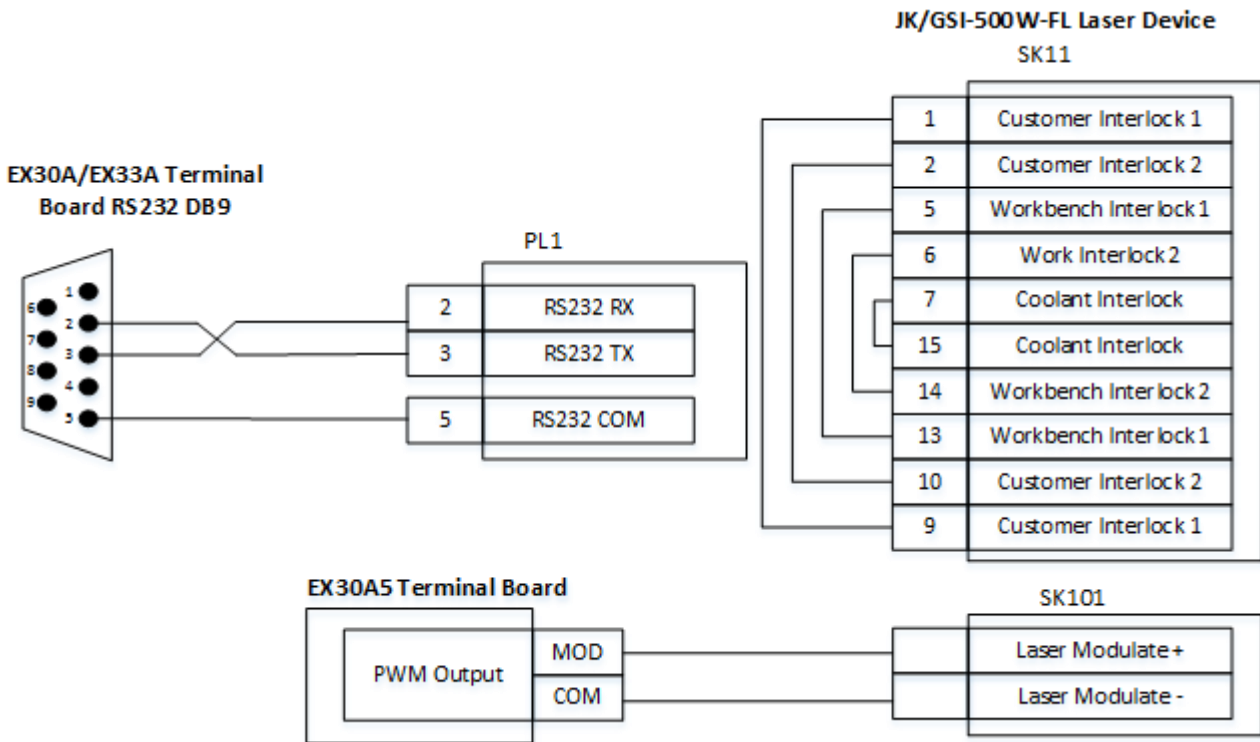 JK/GSI-500W-FL Laser Device
SK11
1 Customer Interlock 1
2 Customer Interlock 2
5 Workbench Interlock 1
6 Work Interlock 2
7 Coolant Interlock
15 Coolant Interlock
14 Workbench Interlock 2
13 Workbench Interlock 1
10 Customer Interlock 2
9 Customer Interlock 1
EX30A/EX33A Terminal
Board RS232 DB9
1
6
2
7
3
8
4
9
5
PL1
2 RS232 RX
3 RS232 TX
5 RS232 COM
EX30A5 Terminal Board
PWM Output
MOD
COM
SK101
Laser Modulate +
Laser Modulate -